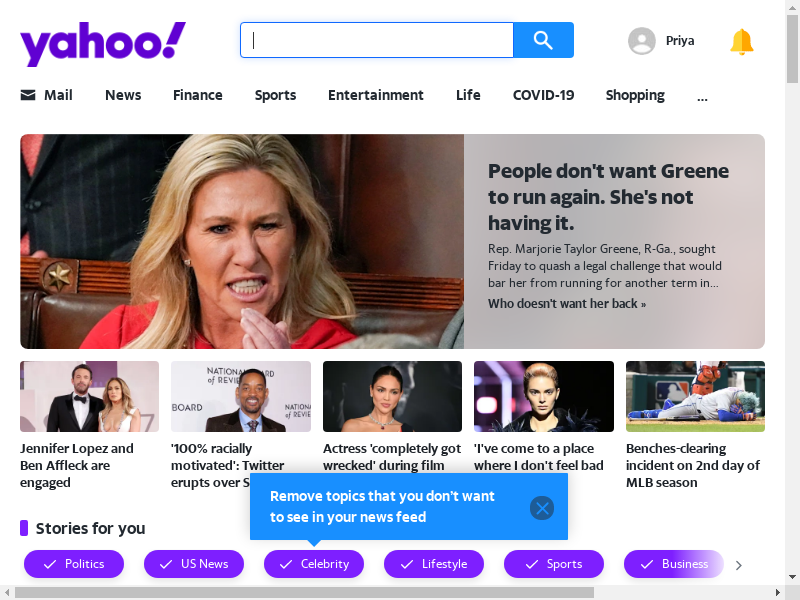 yahoo!
Priya
Mail News Finance Sports Entertainment Life COVID-19 Shopping ...
People don't want Greene
to run again. She's not
having it.
Rep. Marjorie Taylor Greene, R-Ga., sought
Friday to quash a legal challenge that would
bar her from running for another term in...
Who doesn't want her back »
NATIONAL
of REVIEW
BOARD
Jennifer Lopez and
Ben Affleck are
engaged
'100% racially
motivated': Twitter
erupts over S
Actress 'completely got
wrecked' during film
'I've come to a place
where I don't feel bad
Benches-clearing
incident on 2nd day of
MLB season
Remove topics that you don't want
to see in your news feed
Stories for you
Politics US News Celebrity Lifestyle Sports Business